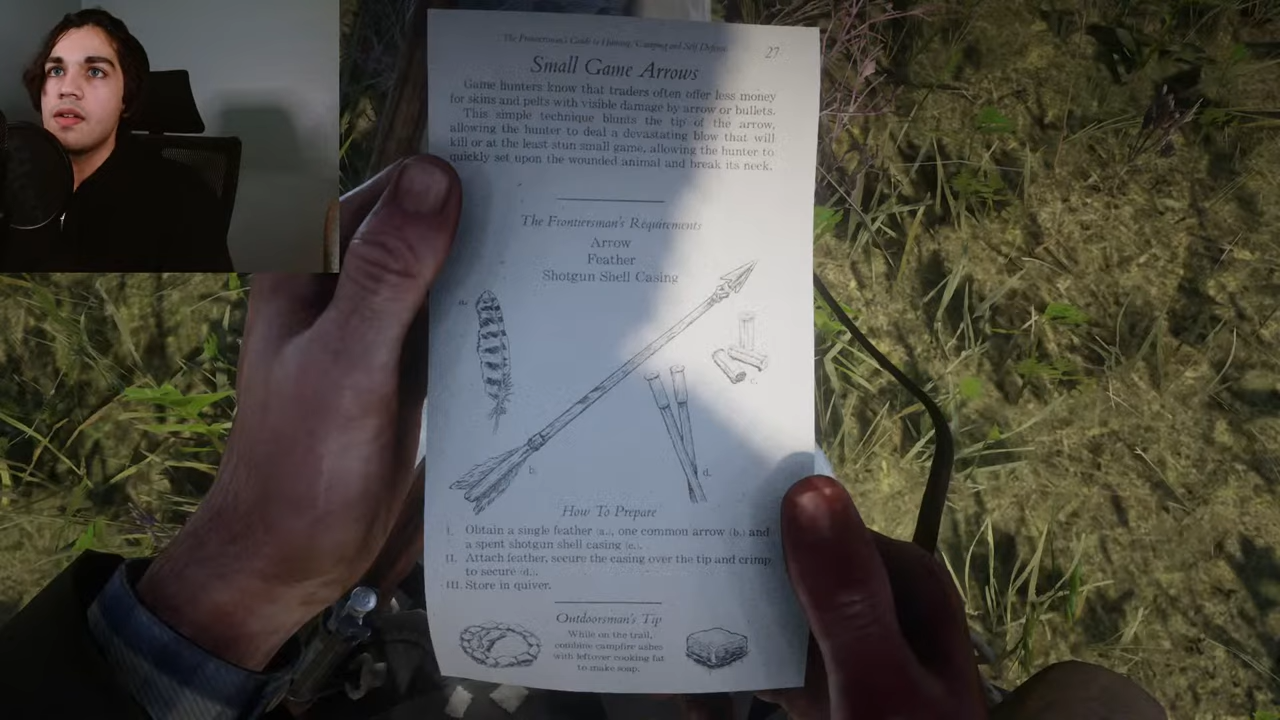 The Frontiersman's Guide to Hunting, Camping and Self Defense
27
Small Game Arrows
Game hunters know that traders often offer less money
for skins and pelts with visible damage by arrow or bullets.
This simple technique blunts the tip of the arrow,
allowing the hunter to deal a devastating blow that will
kill or at the least stun small game, allowing the hunter to
quickly set upon the wounded animal and break its neck.
The Frontiersman's Requirements
Arrow
Feather
Shotgun Shell Casing
a.
b.
c.
d.
How To Prepare
I. Obtain a single feather (a.), one common arrow (b.) and
a spent shotgun shell casing (c.).
II. Attach feather, secure the casing over the tip and crimp
to secure (d.).
III. Store in quiver.
Outdoorsman's Tip
While on the trail,
combine campfire ashes
with leftover cooking fat
to make soap.